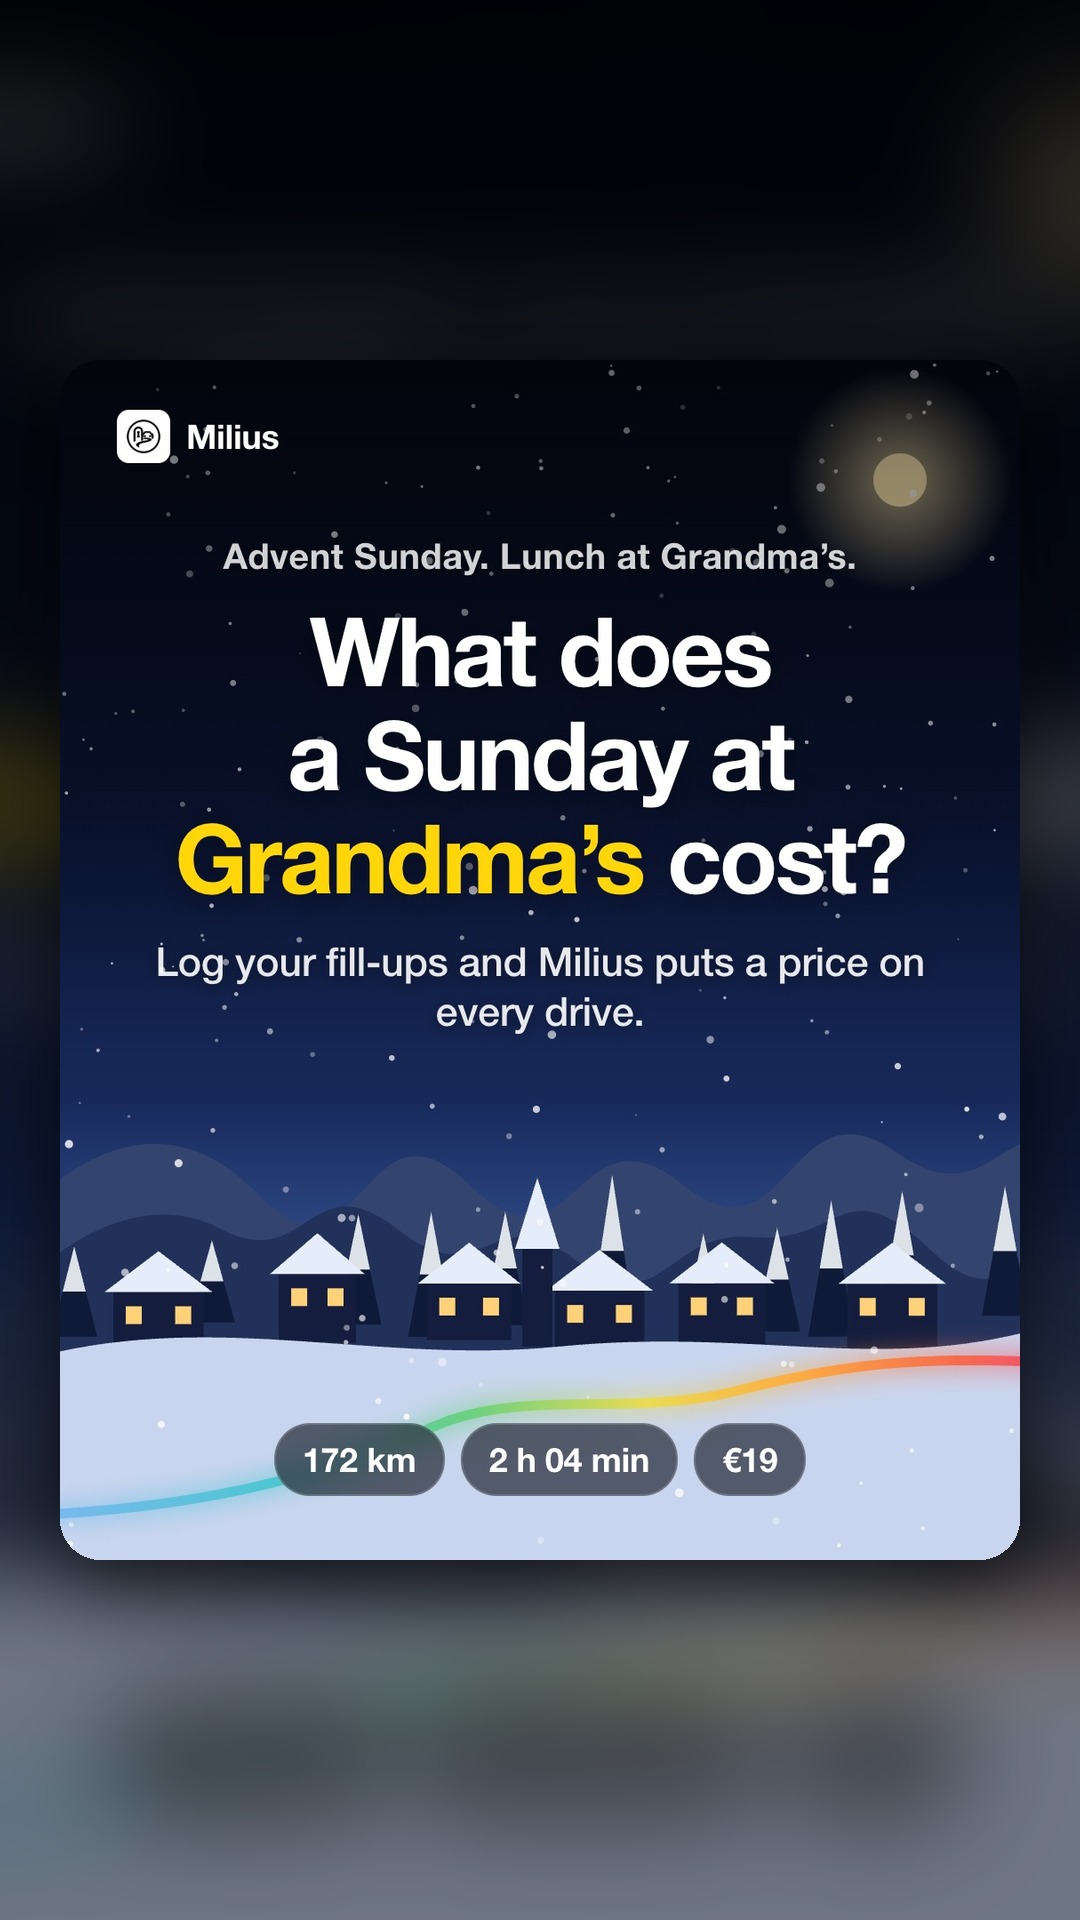 Milius
Advent Sunday. Lunch at Grandma’s.
What does
a Sunday at
Grandma’s cost?
Log your fill-ups and Milius puts a price on
every drive.
172 km
2 h 04 min
€19